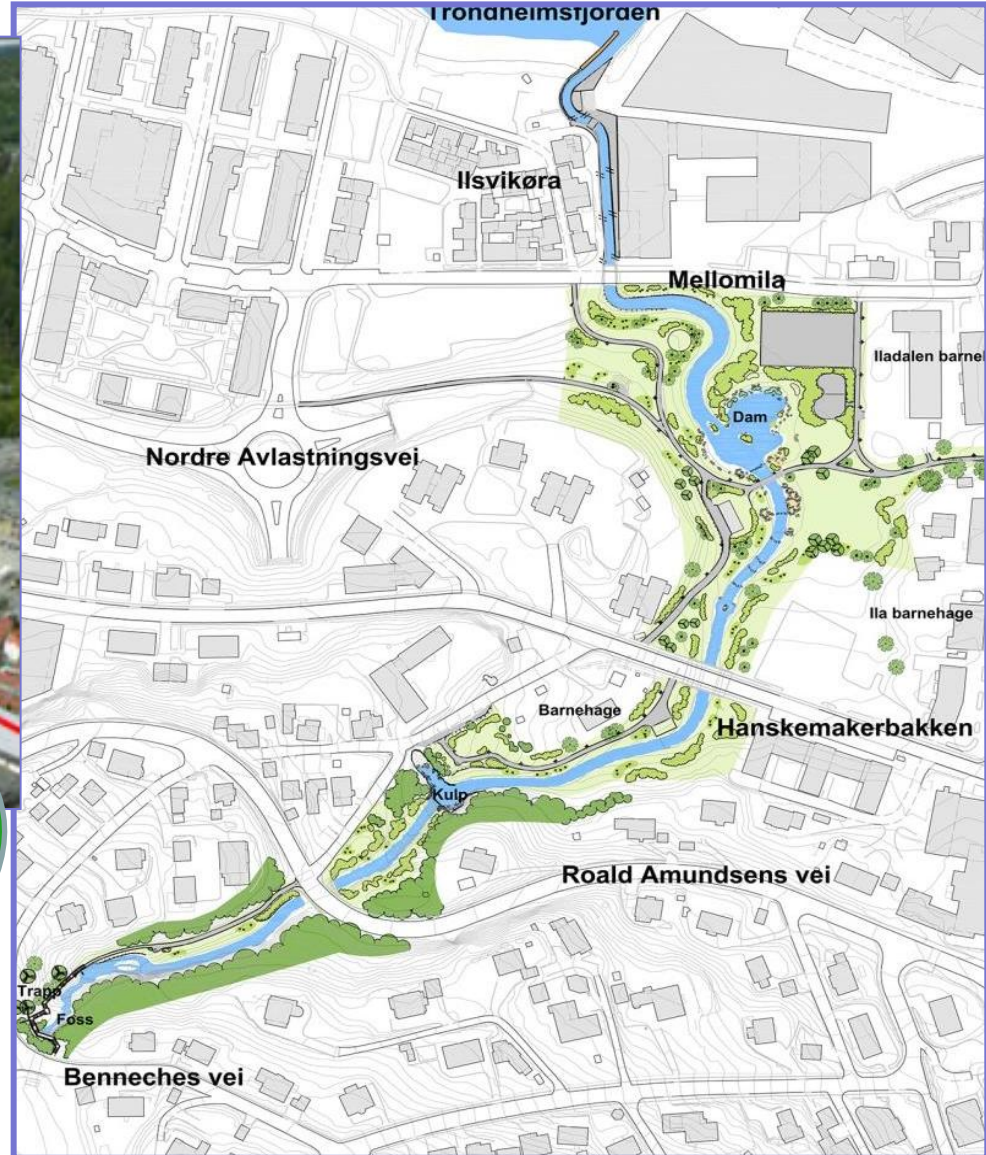 Trondheimsfjorden
Ilsvikøra
Mellomila
Iladalen barnel
Dam
Nordre Avlastningsvei
Ila barnehage
Barnehage
Hanskemakerbakken
Kulp
Roald Amundsens vei
Trapp
Foss
Benneches vei